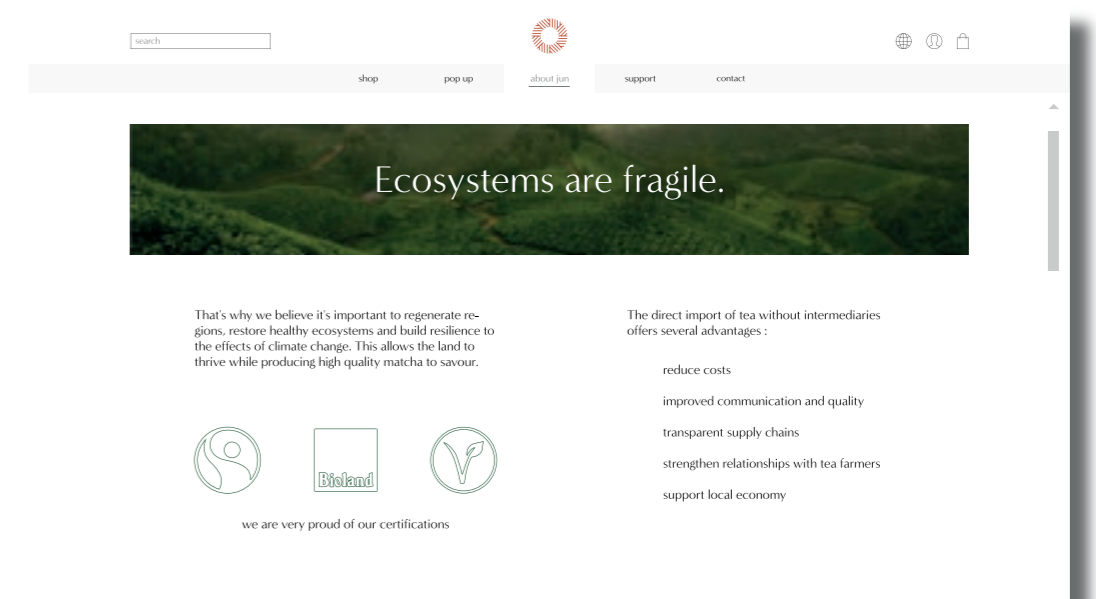 search
shop
pop up
about jun
support
contact
Ecosystems are fragile.
That's why we believe it's important to regenerate re-
gions, restore healthy ecosystems and build resilience to
the effects of climate change. This allows the land to
thrive while producing high quality matcha to savour.
Bioland
we are very proud of our certifications
The direct import of tea without intermediaries
offers several advantages :
reduce costs
improved communication and quality
transparent supply chains
strengthen relationships with tea farmers
support local economy